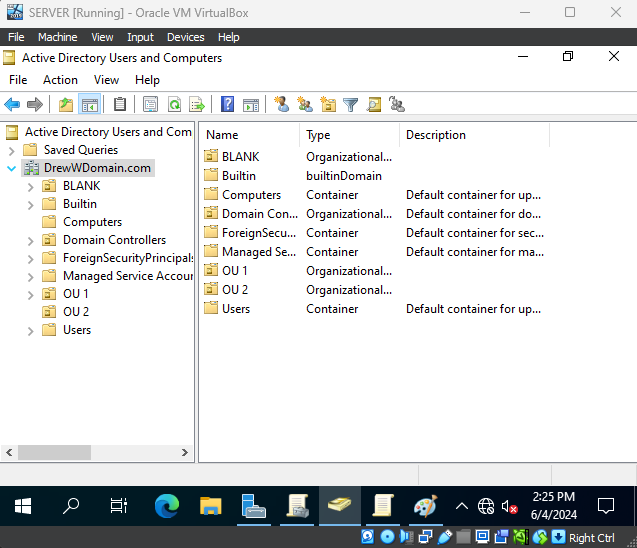 SERVER [Running] - Oracle VM VirtualBox
File Machine View Input Devices Help
Active Directory Users and Computers
File Action View Help
Active Directory Users and Com
Saved Queries
DrewWDomain.com
BLANK
Builtin
Computers
Domain Controllers
ForeignSecurityPrincipals
Managed Service Accour
OU 1
OU 2
Users
Name Type Description
BLANK Organizational...
Builtin builtinDomain
Computers Container Default container for up...
Domain Con... Organizational... Default container for do...
ForeignSecu... Container Default container for sec...
Managed Se... Container Default container for ma...
OU 1 Organizational...
OU 2 Organizational...
Users Container Default container for up...
2:25 PM
6/4/2024
Right Ctrl